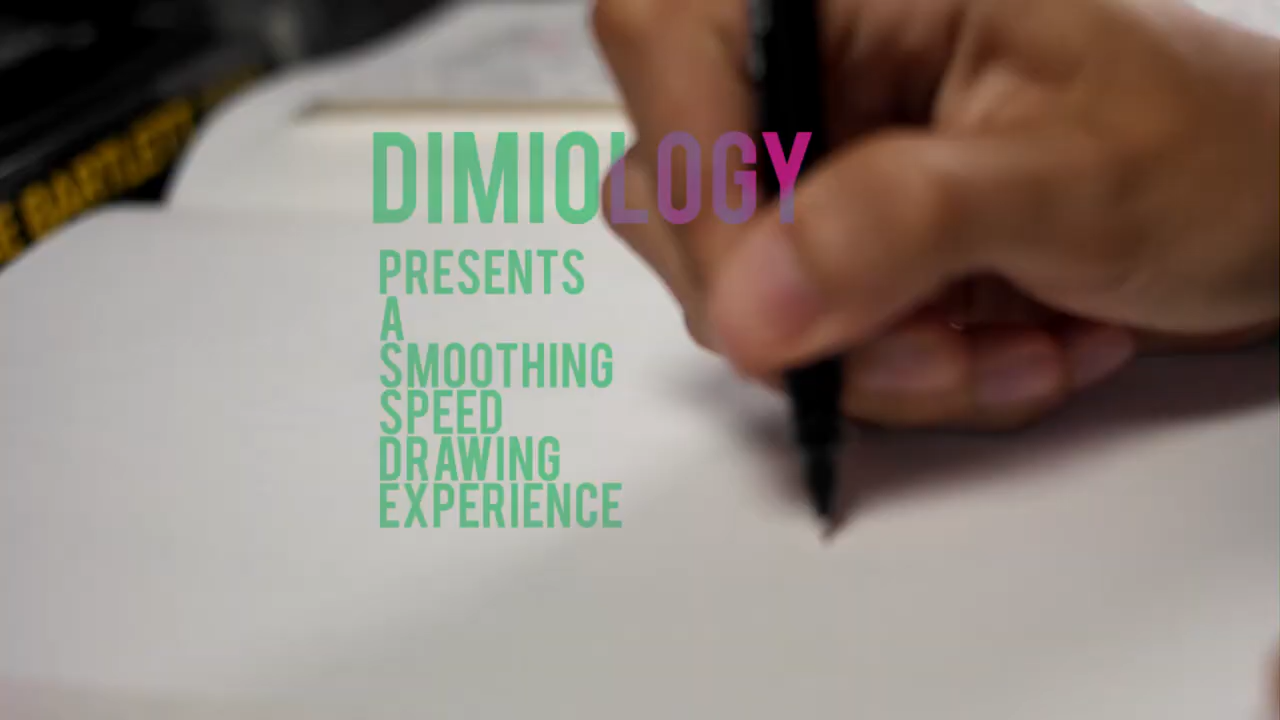 DIMIOLOGY
PRESENTS
A
SMOOTHING
SPEED
DRAWING
EXPERIENCE